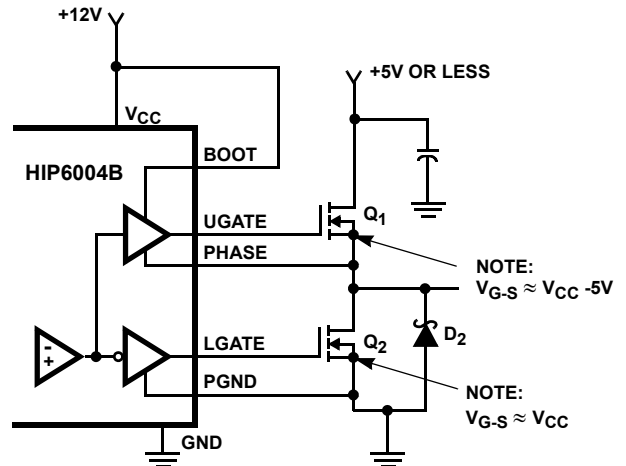 +12V
+5V OR LESS
VCC
BOOT
HIP6004B
UGATE
Q1
PHASE
NOTE:
VG-S ≈ VCC -5V
- +
LGATE
Q2
D2
PGND
NOTE:
VG-S ≈ VCC
GND